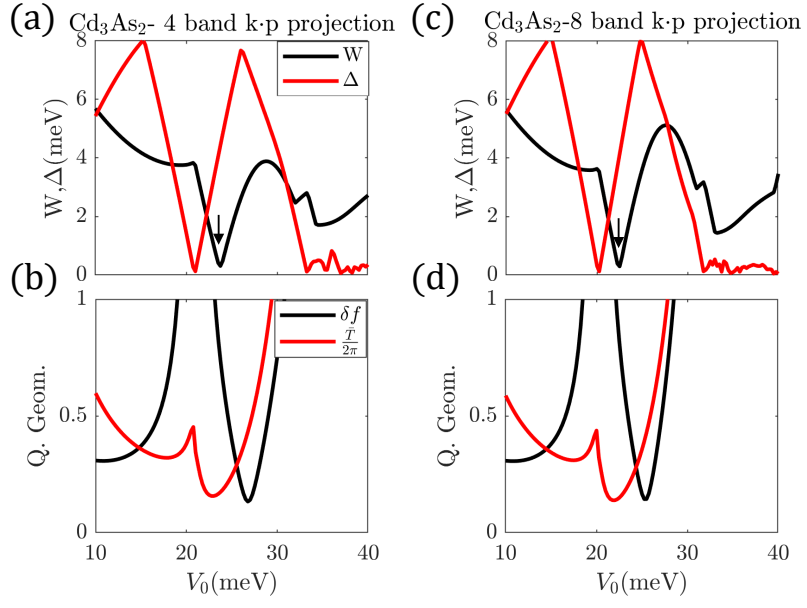 (a)
Cd₃As₂- 4 band k·p projection
8
6
4
2
0
W,Δ(meV)
W
Δ
(b)
1
0.5
0
Q. Geom.
δf
T̄/2π
10 20 30 40
V₀(meV)
(c)
Cd₃As₂-8 band k·p projection
8
6
4
2
0
W,Δ(meV)
(d)
1
0.5
0
Q. Geom.
10 20 30 40
V₀(meV)